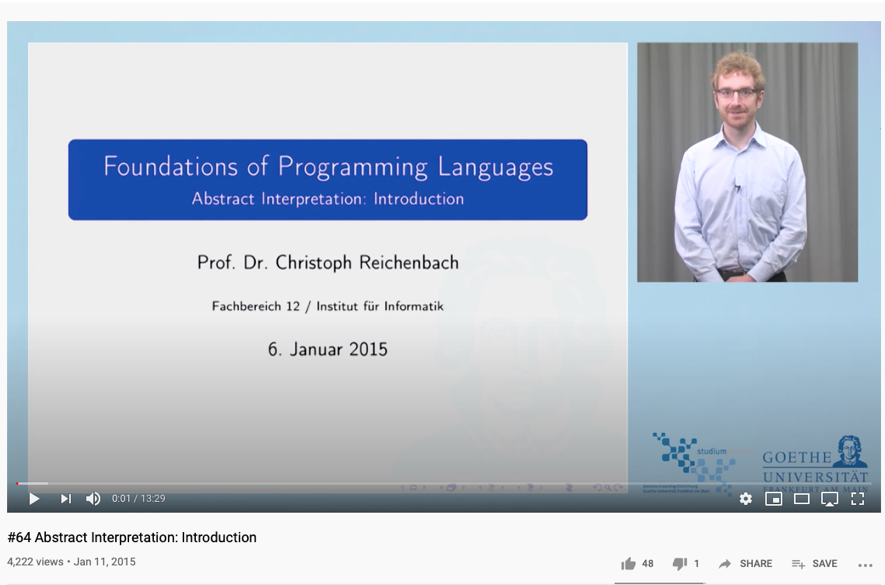 Foundations of Programming Languages
Abstract Interpretation: Introduction
Prof. Dr. Christoph Reichenbach
Fachbereich 12 / Institut für Informatik
6. Januar 2015
studium
GOETHE
UNIVERSITÄT
FRANKFURT AM MAIN
0:01 / 13:29
#64 Abstract Interpretation: Introduction
4,222 views • Jan 11, 2015
48
1
SHARE
SAVE